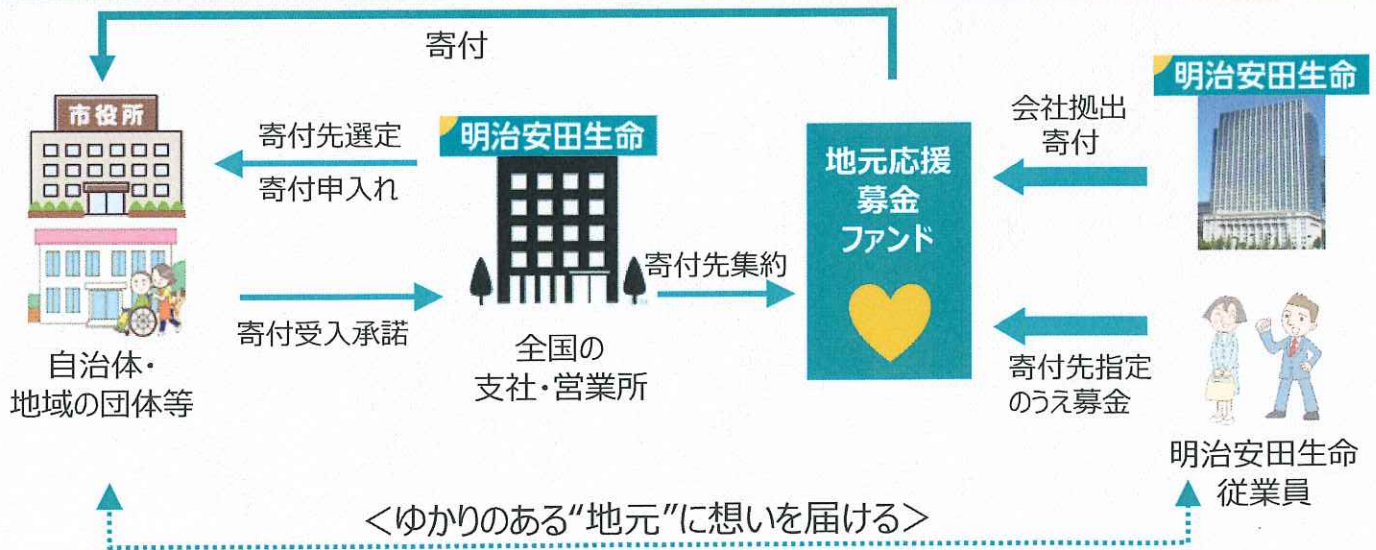 寄付
市役所
寄付先選定
寄付申入れ
寄付受入承諾
自治体・
地域の団体等
明治安田生命
全国の
支社・営業所
寄付先集約
地元応援
募金
ファンド
会社拠出
寄付
明治安田生命
寄付先指定
のうえ募金
明治安田生命
従業員
＜ゆかりのある“地元”に想いを届ける＞